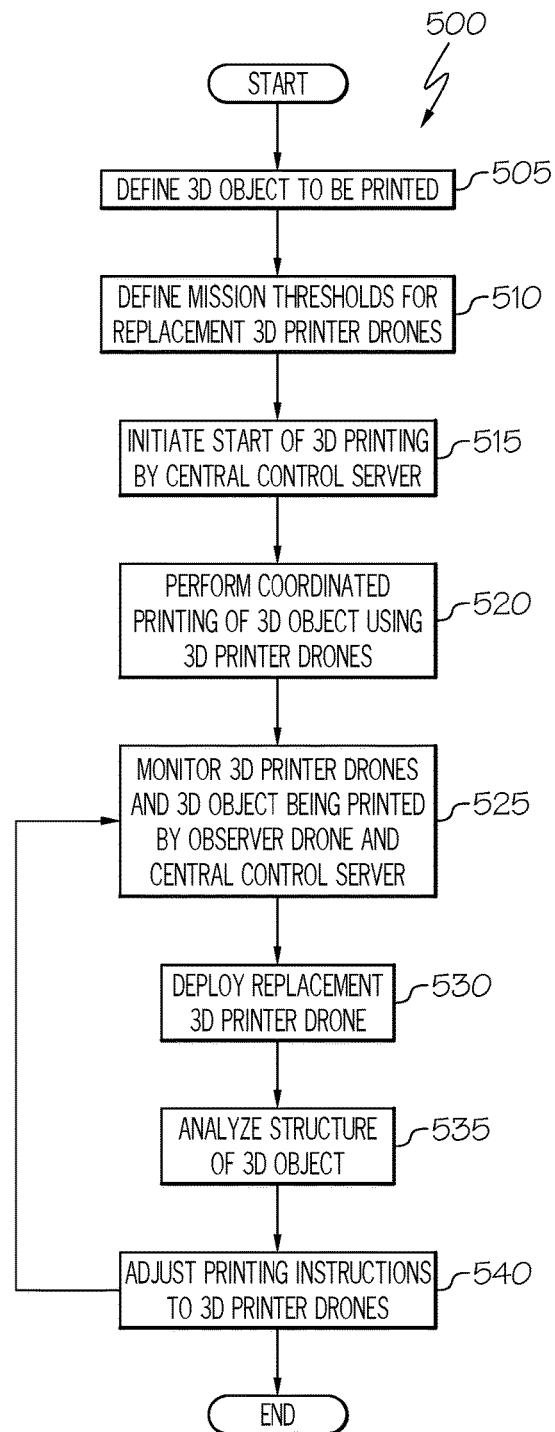 500
START
DEFINE 3D OBJECT TO BE PRINTED
505
DEFINE MISSION THRESHOLDS FOR
REPLACEMENT 3D PRINTER DRONES
510
INITIATE START OF 3D PRINTING
BY CENTRAL CONTROL SERVER
515
PERFORM COORDINATED
PRINTING OF 3D OBJECT USING
3D PRINTER DRONES
520
MONITOR 3D PRINTER DRONES
AND 3D OBJECT BEING PRINTED
BY OBSERVER DRONE AND
CENTRAL CONTROL SERVER
525
DEPLOY REPLACEMENT
3D PRINTER DRONE
530
ANALYZE STRUCTURE
OF 3D OBJECT
535
ADJUST PRINTING INSTRUCTIONS
TO 3D PRINTER DRONES
540
END